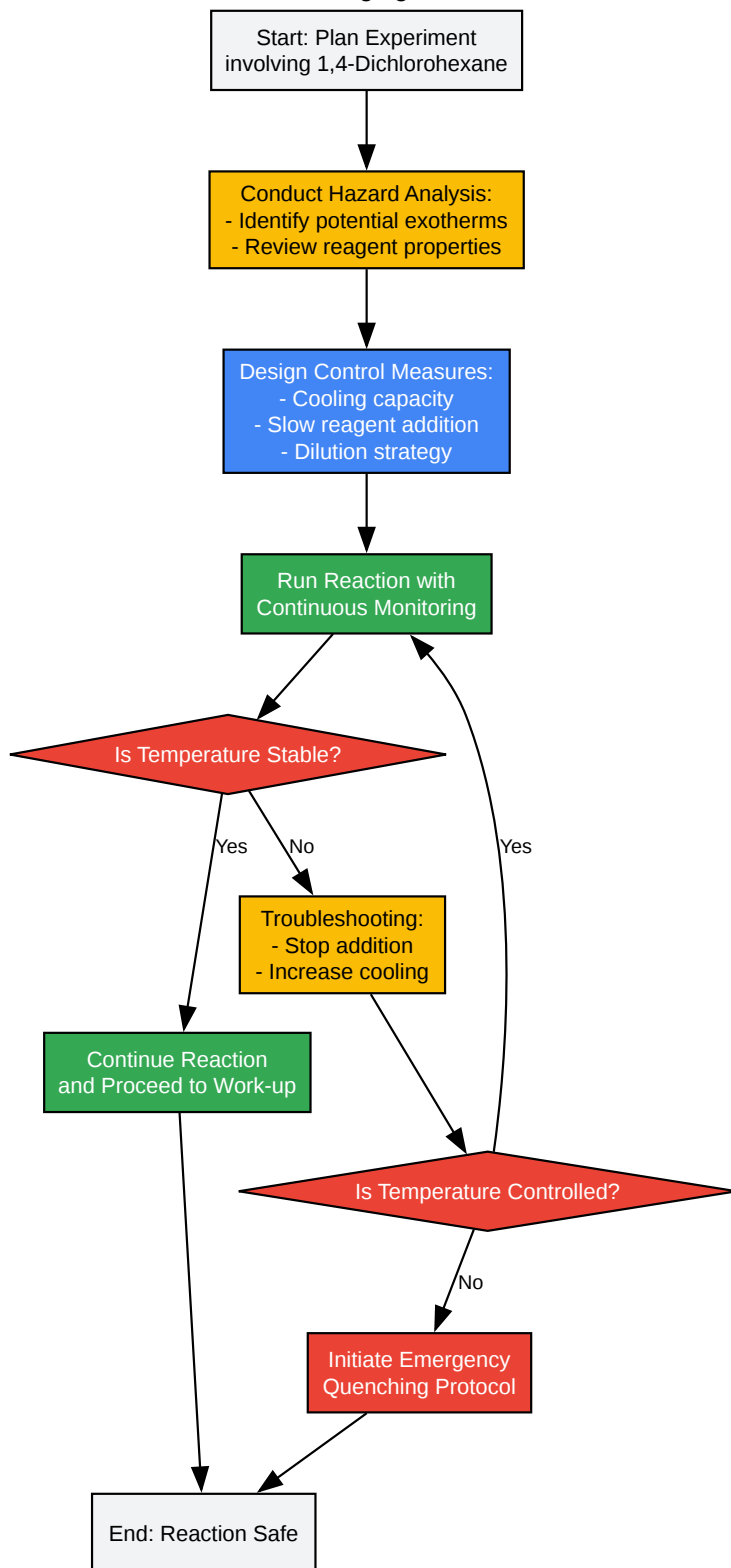 Start: Plan Experiment
involving 1,4-Dichlorohexane
Conduct Hazard Analysis:
- Identify potential exotherms
- Review reagent properties
Design Control Measures:
- Cooling capacity
- Slow reagent addition
- Dilution strategy
Run Reaction with
Continuous Monitoring
Is Temperature Stable?
Yes
No
Yes
Troubleshooting:
- Stop addition
- Increase cooling
Continue Reaction
and Proceed to Work-up
Is Temperature Controlled?
No
Initiate Emergency
Quenching Protocol
End: Reaction Safe